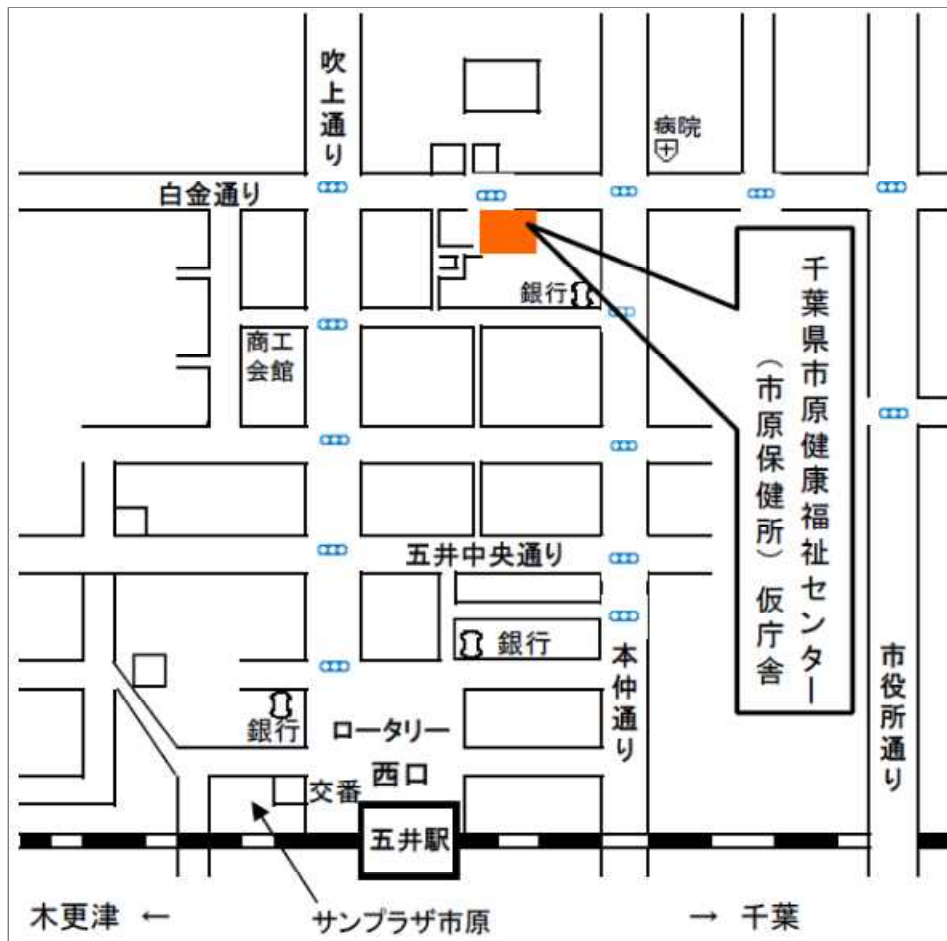 吹上通り
病院
白金通り
銀行
商工
会館
千葉県市原健康福祉センター
（市原保健所）仮庁舎
五井中央通り
銀行
本仲通り
市役所通り
銀行
ロータリー
西口
交番
五井駅
木更津 ←
サンプラザ市原
→ 千葉